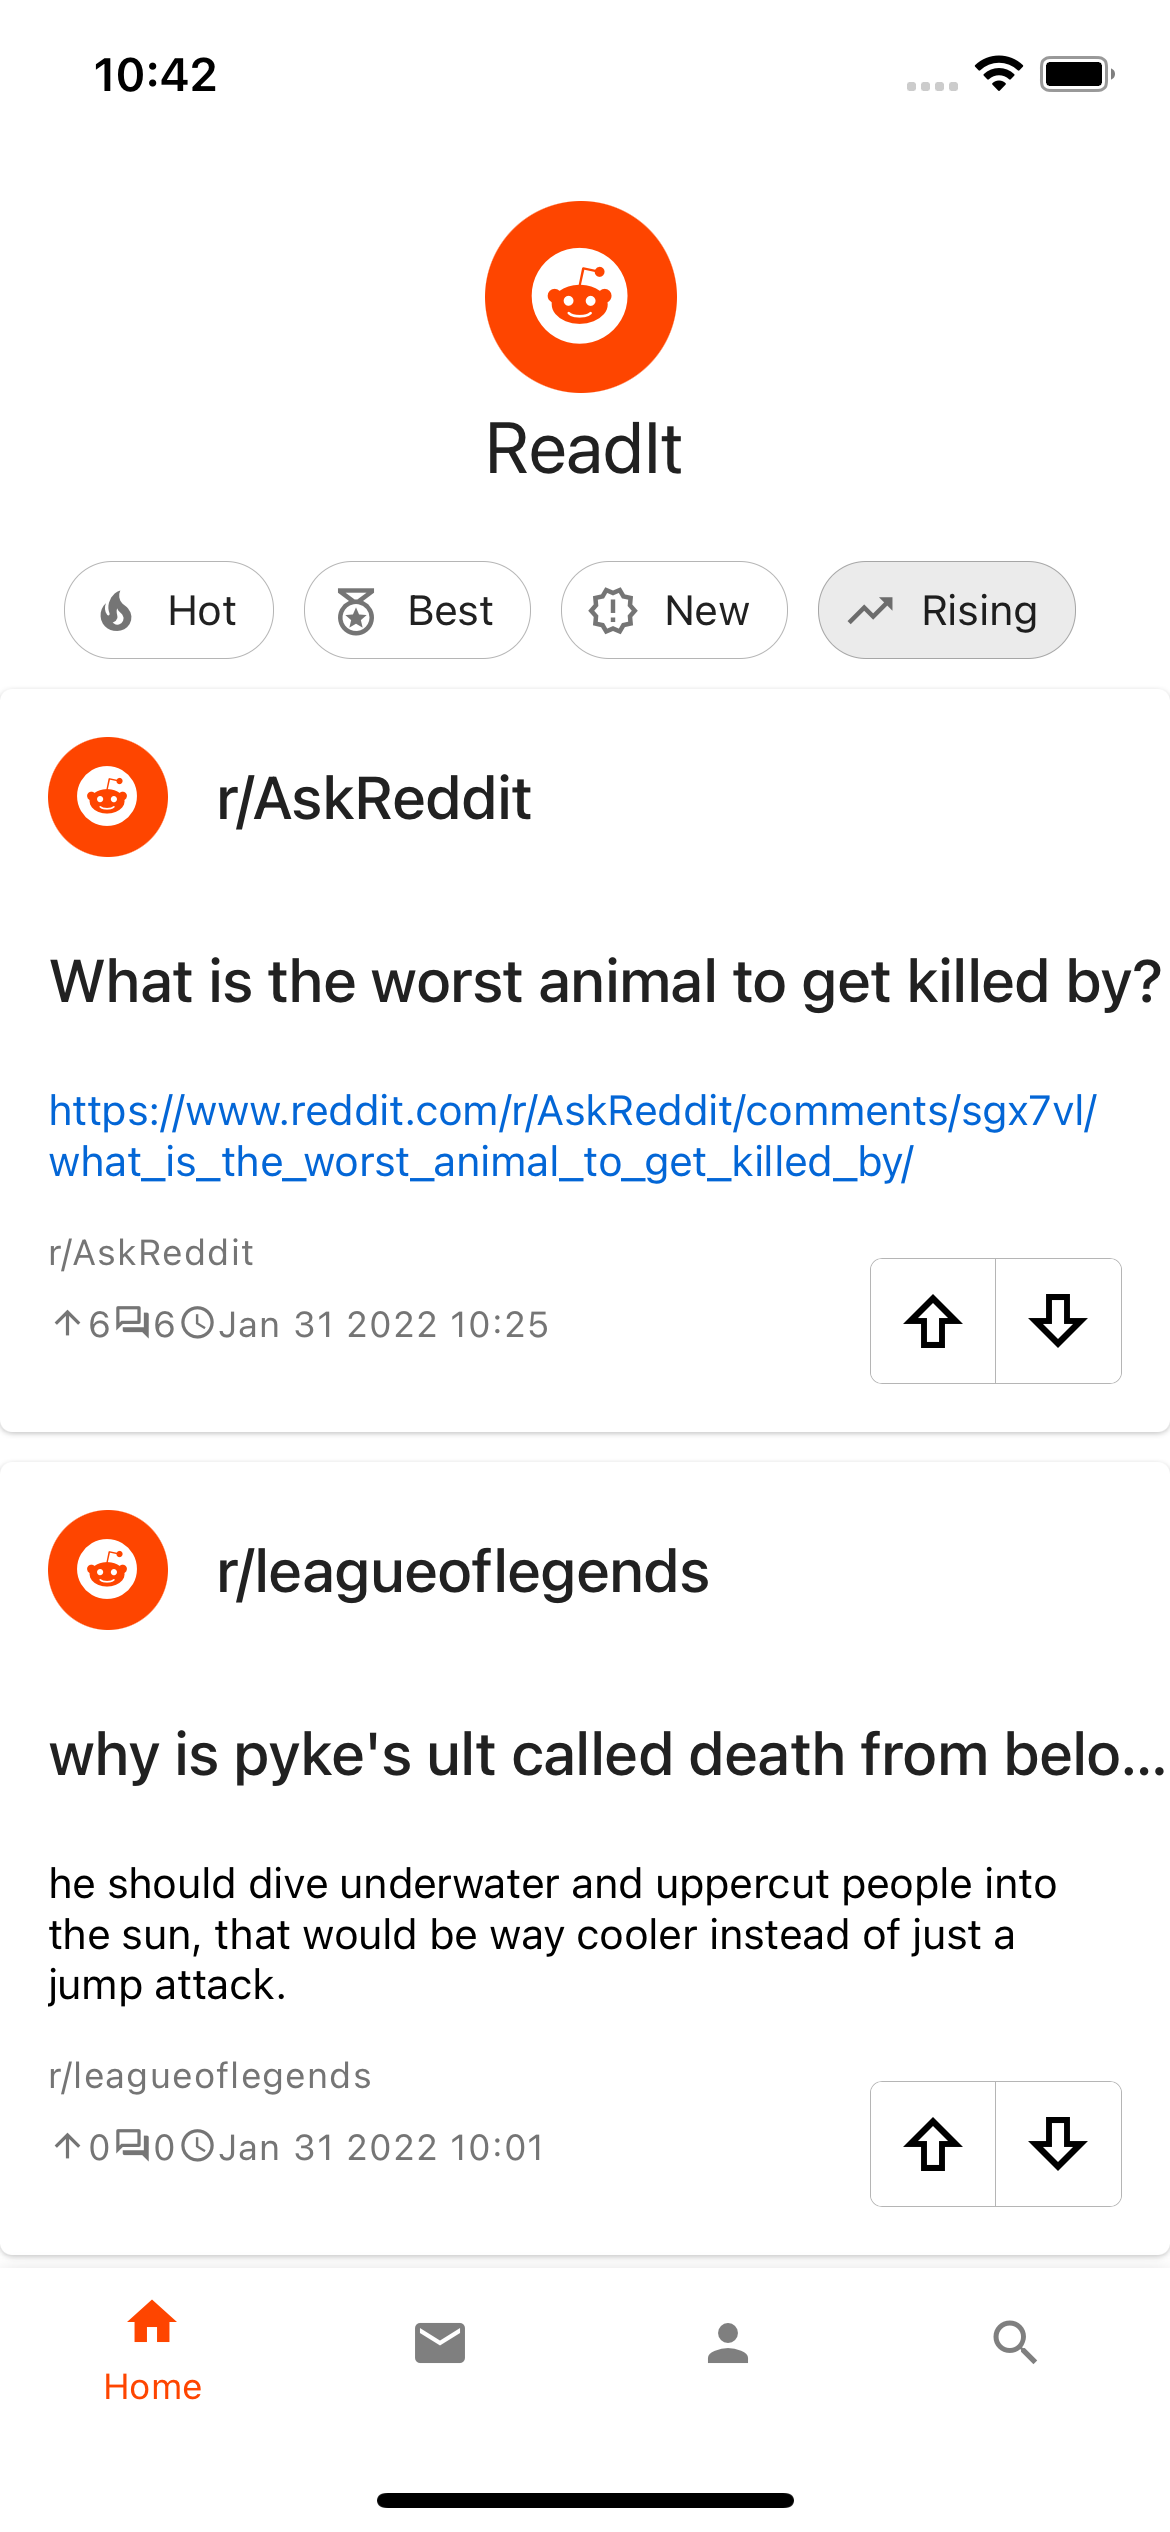 10:42
ReadIt
Hot Best New Rising
r/AskReddit
What is the worst animal to get killed by?
https://www.reddit.com/r/AskReddit/comments/sgx7vl/
what_is_the_worst_animal_to_get_killed_by/
r/AskReddit
6 6 Jan 31 2022 10:25
r/leagueoflegends
why is pyke's ult called death from belo...
he should dive underwater and uppercut people into
the sun, that would be way cooler instead of just a
jump attack.
r/leagueoflegends
0 0 Jan 31 2022 10:01
Home